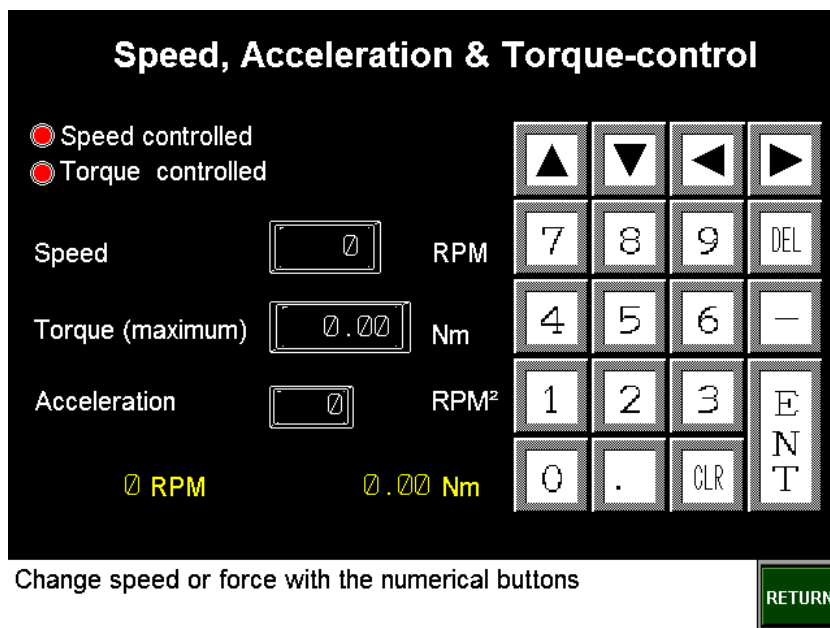 Speed, Acceleration & Torque-control
Speed controlled
Torque controlled
Speed 0 RPM
Torque (maximum) 0.00 Nm
Acceleration 0 RPM²
0 RPM 0.00 Nm
7 8 9 DEL
4 5 6 —
1 2 3 ENT
0 . CLR
Change speed or force with the numerical buttons
RETURN